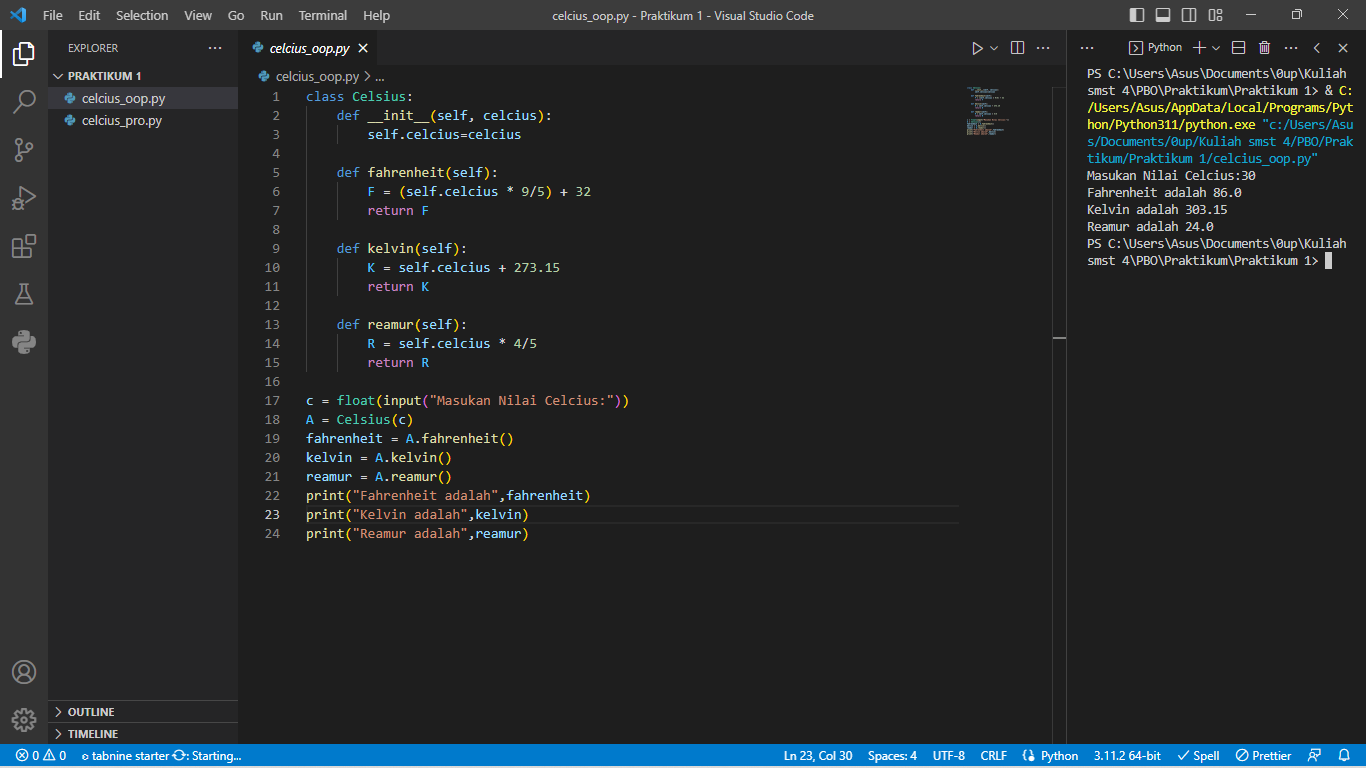 File Edit Selection View Go Run Terminal Help
celcius_oop.py - Praktikum 1 - Visual Studio Code
EXPLORER
PRAKTIKUM 1
celcius_oop.py
celcius_pro.py
OUTLINE
TIMELINE
celcius_oop.py
celcius_oop.py > ...
1 class Celsius:
2     def __init__(self, celcius):
3         self.celcius=celcius
4
5     def fahrenheit(self):
6         F = (self.celcius * 9/5) + 32
7         return F
8
9     def kelvin(self):
10         K = self.celcius + 273.15
11         return K
12
13     def reamur(self):
14         R = self.celcius * 4/5
15         return R
16
17 c = float(input("Masukan Nilai Celcius:"))
18 A = Celsius(c)
19 fahrenheit = A.fahrenheit()
20 kelvin = A.kelvin()
21 reamur = A.reamur()
22 print("Fahrenheit adalah",fahrenheit)
23 print("Kelvin adalah",kelvin)
24 print("Reamur adalah",reamur)
Python
PS C:\Users\Asus\Documents\0up\Kuliah
smst 4\PBO\Praktikum\Praktikum 1> & C:
/Users/Asus/AppData/Local/Programs/Pyt
hon/Python311/python.exe "c:/Users/Asu
s/Documents/0up/Kuliah smst 4/PBO/Prak
tikum/Praktikum 1/celcius_oop.py"
Masukan Nilai Celcius:30
Fahrenheit adalah 86.0
Kelvin adalah 303.15
Reamur adalah 24.0
PS C:\Users\Asus\Documents\0up\Kuliah
smst 4\PBO\Praktikum\Praktikum 1>
0 0 tabnine starter : Starting... Ln 23, Col 30 Spaces: 4 UTF-8 CRLF Python 3.11.2 64-bit Spell Prettier